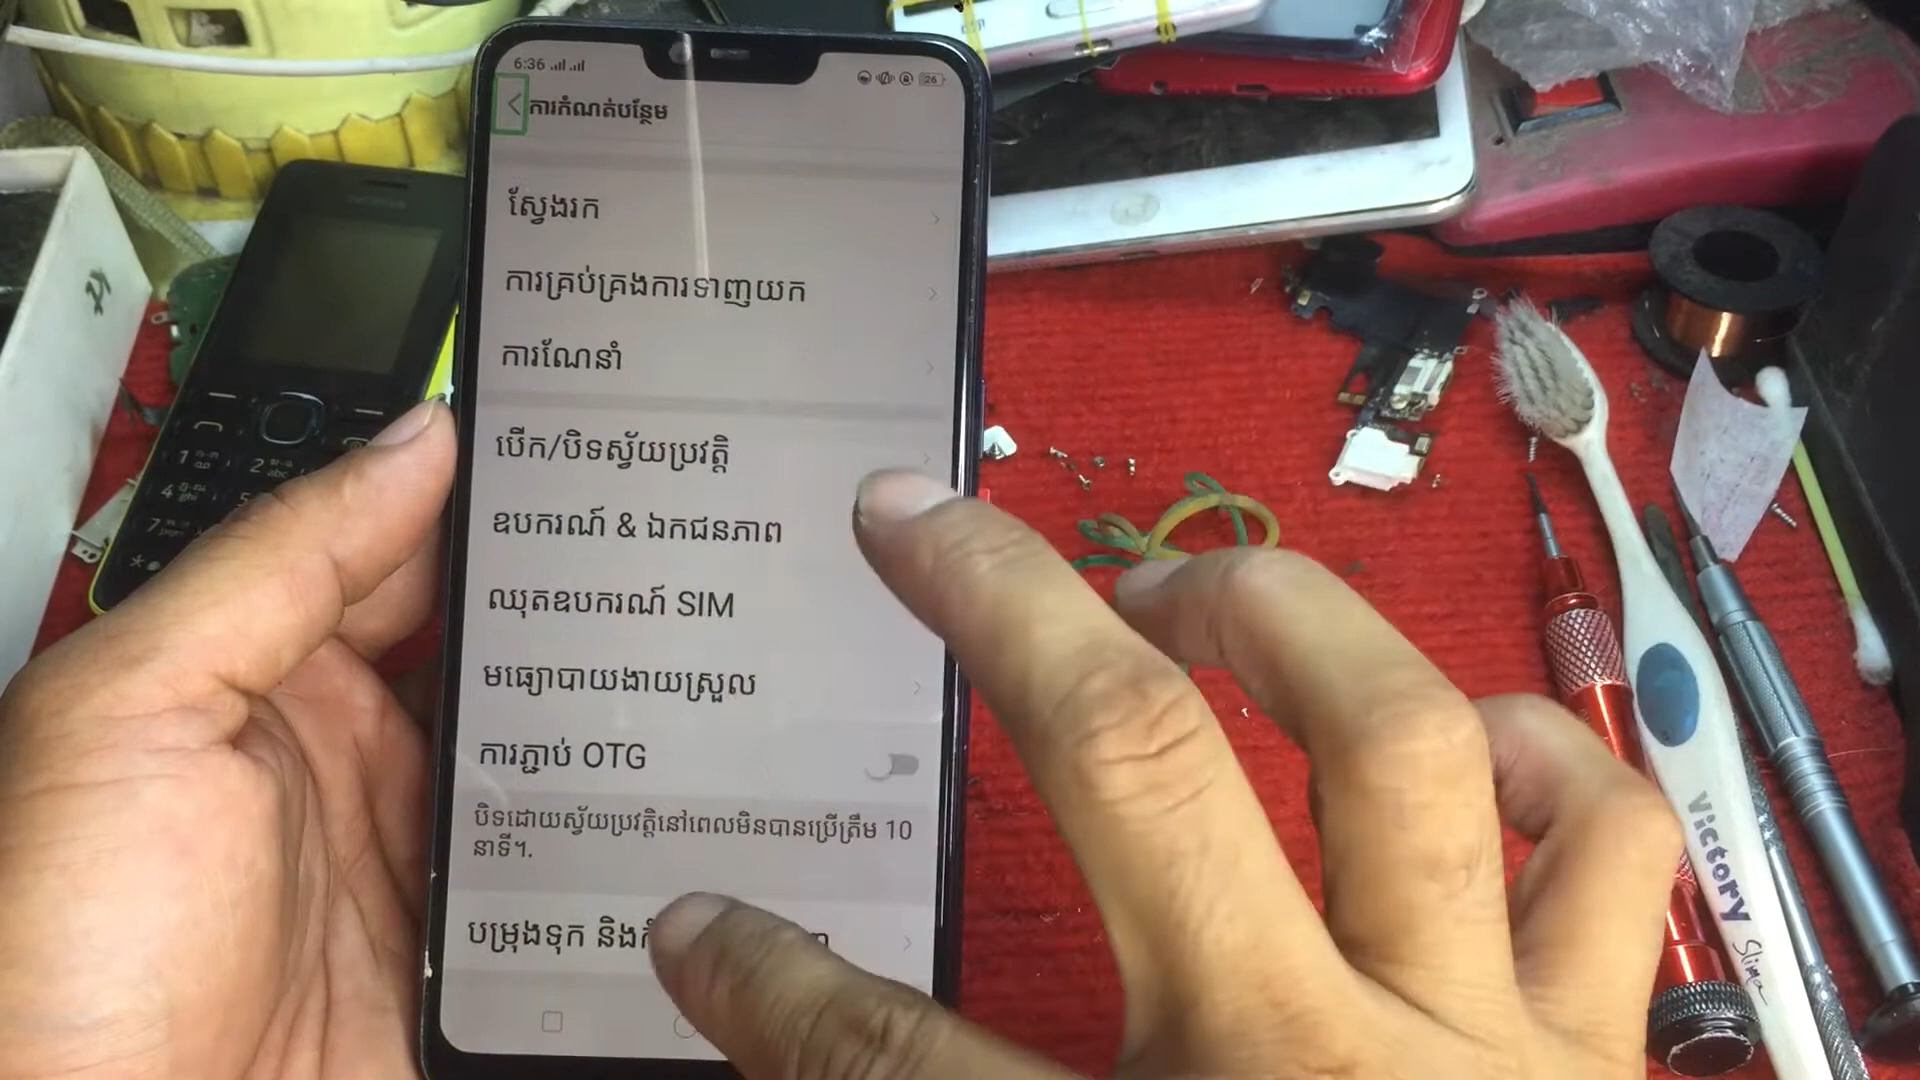 6:36
26
ការកំណត់បន្ថែម
ស្វែងរក
ការគ្រប់គ្រងការទាញយក
ការណែនាំ
បើក/បិទស្វ័យប្រវត្តិ
ឧបករណ៍ & ឯកជនភាព
ឈុតឧបករណ៍ SIM
មធ្យោបាយងាយស្រួល
ការភ្ជាប់ OTG
បិទដោយស្វ័យប្រវត្តិនៅពេលមិនបានប្រើត្រឹម 10
នាទី។.
បម្រុងទុក និង
NOKIA
Victory
Slima